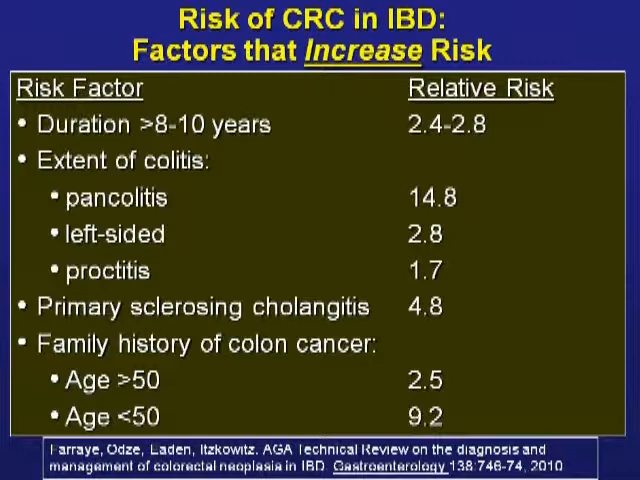 Risk of CRC in IBD:
Factors that Increase Risk
Risk Factor Relative Risk
• Duration >8-10 years 2.4-2.8
• Extent of colitis:
• pancolitis 14.8
• left-sided 2.8
• proctitis 1.7
• Primary sclerosing cholangitis 4.8
• Family history of colon cancer:
• Age >50 2.5
• Age <50 9.2
Farraye, Odze, Eaden, Itzkowitz. AGA Technical Review on the diagnosis and
management of colorectal neoplasia in IBD. Gastroenterology 138:746-74, 2010